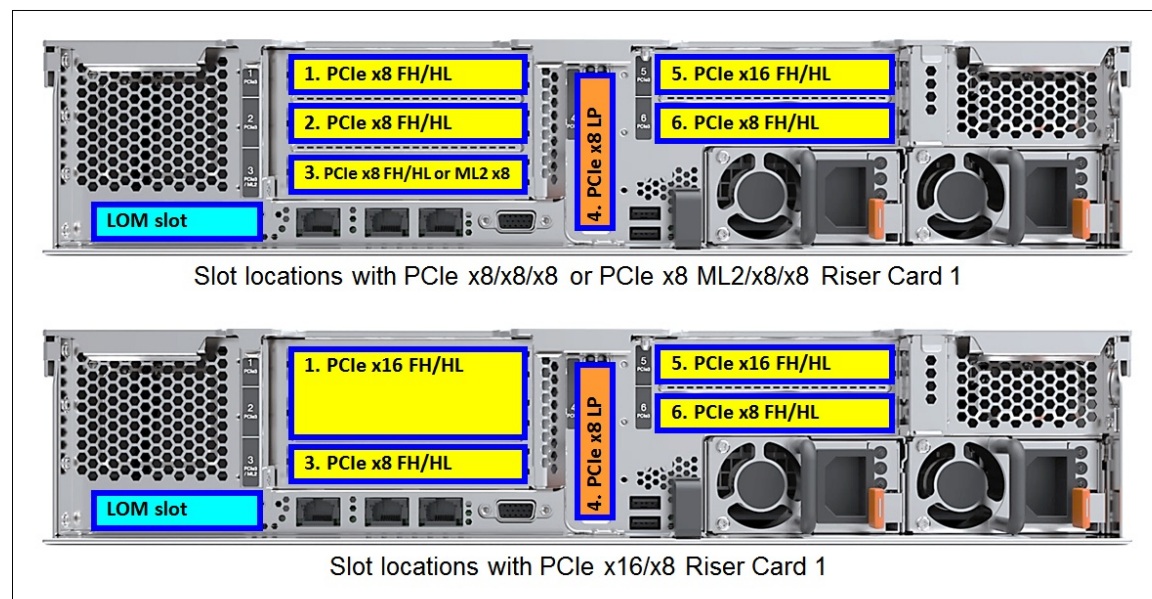 1. PCIe x8 FH/HL
2. PCIe x8 FH/HL
3. PCIe x8 FH/HL or ML2 x8
LOM slot
4. PCIe x8 LP
5. PCIe x16 FH/HL
6. PCIe x8 FH/HL
Slot locations with PCIe x8/x8/x8 or PCIe x8 ML2/x8/x8 Riser Card 1
1. PCIe x16 FH/HL
3. PCIe x8 FH/HL
LOM slot
4. PCIe x8 LP
5. PCIe x16 FH/HL
6. PCIe x8 FH/HL
Slot locations with PCIe x16/x8 Riser Card 1